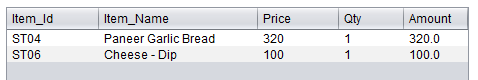 Item_Id Item_Name Price Qty Amount
ST04 Paneer Garlic Bread 320 1 320.0
ST06 Cheese - Dip 100 1 100.0